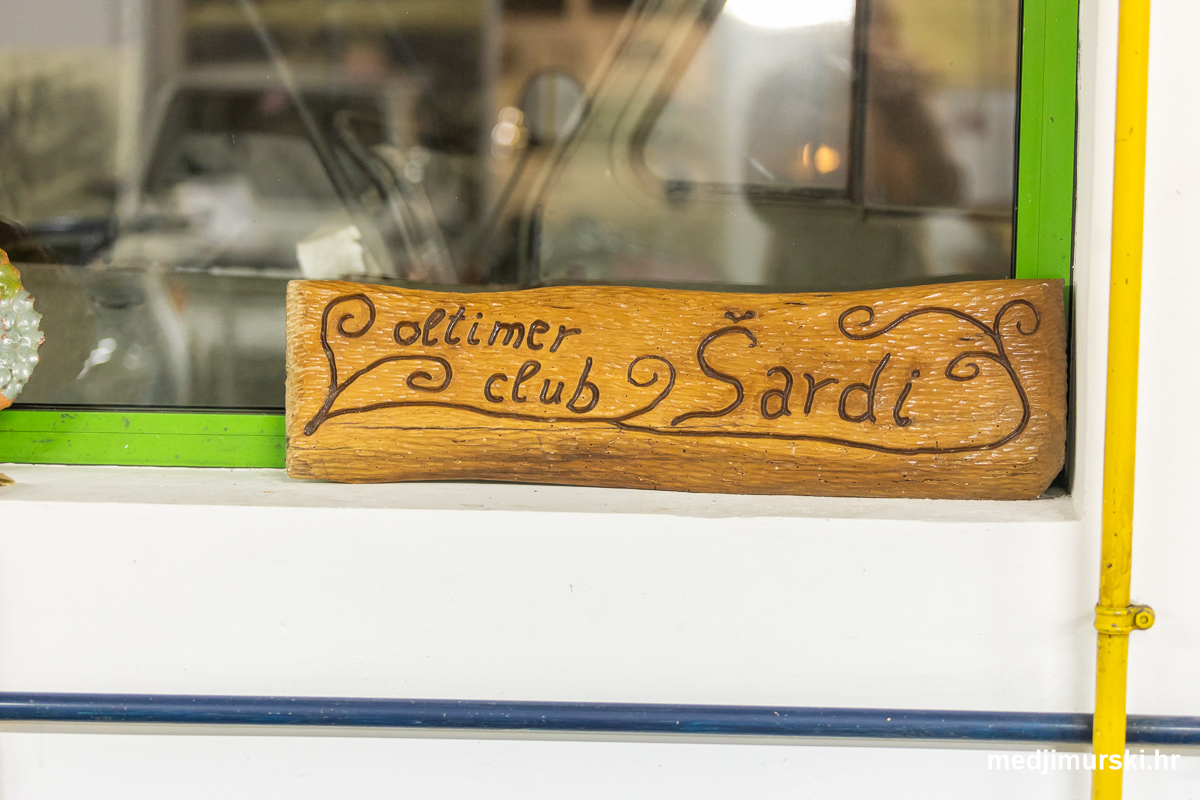 oltimer
club
Šardi
medjimurski.hr